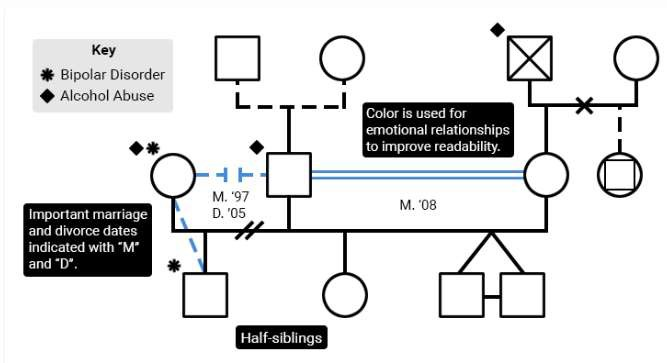 Key
Bipolar Disorder
Alcohol Abuse
Color is used for
emotional relationships
to improve readability.
M. ‘97
D. ‘05
M. ‘08
Important marriage
and divorce dates
indicated with “M”
and “D”.
Half-siblings